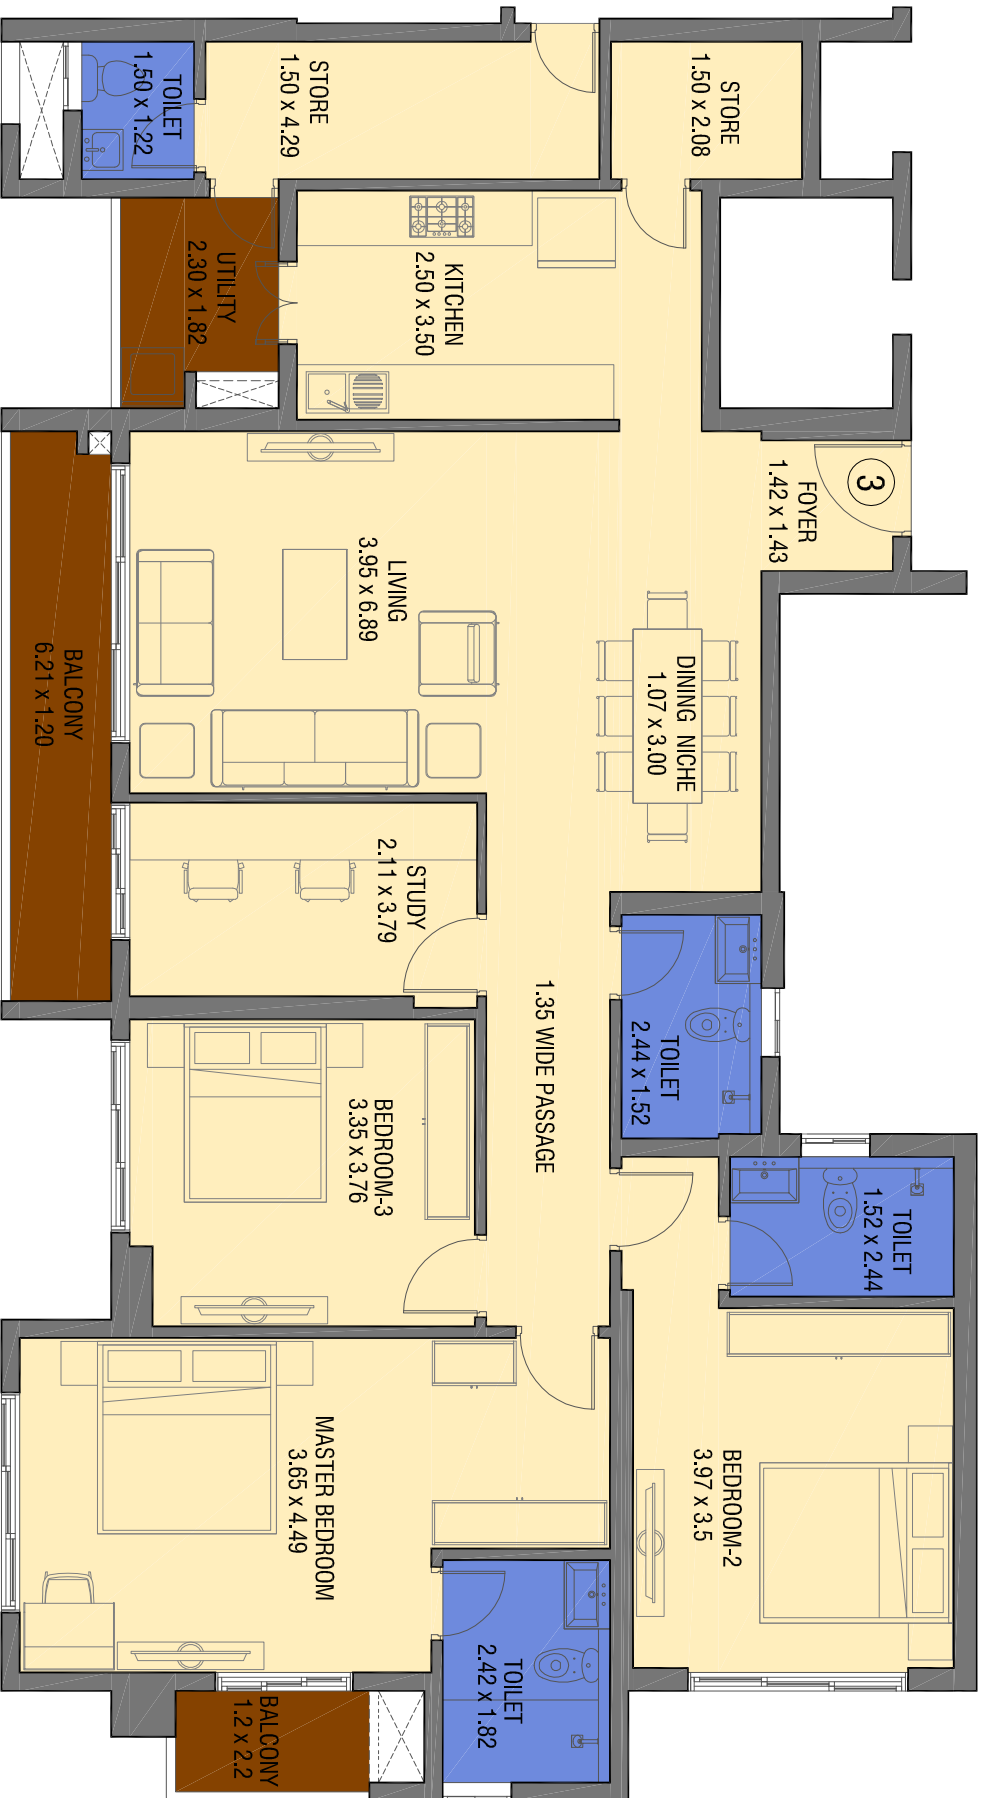 TOILET
1.50 x 1.22
STORE
1.50 x 4.29
STORE
1.50 x 2.08
UTILITY
2.30 x 1.82
KITCHEN
2.50 x 3.50
3
FOYER
1.42 x 1.43
LIVING
3.95 x 6.89
DINING NICHE
1.07 x 3.00
BALCONY
6.21 x 1.20
STUDY
2.11 x 3.79
1.35 WIDE PASSAGE
TOILET
2.44 x 1.52
BEDROOM-3
3.35 x 3.76
TOILET
1.52 x 2.44
MASTER BEDROOM
3.65 x 4.49
BEDROOM-2
3.97 x 3.5
TOILET
2.42 x 1.82
BALCONY
1.2 x 2.2